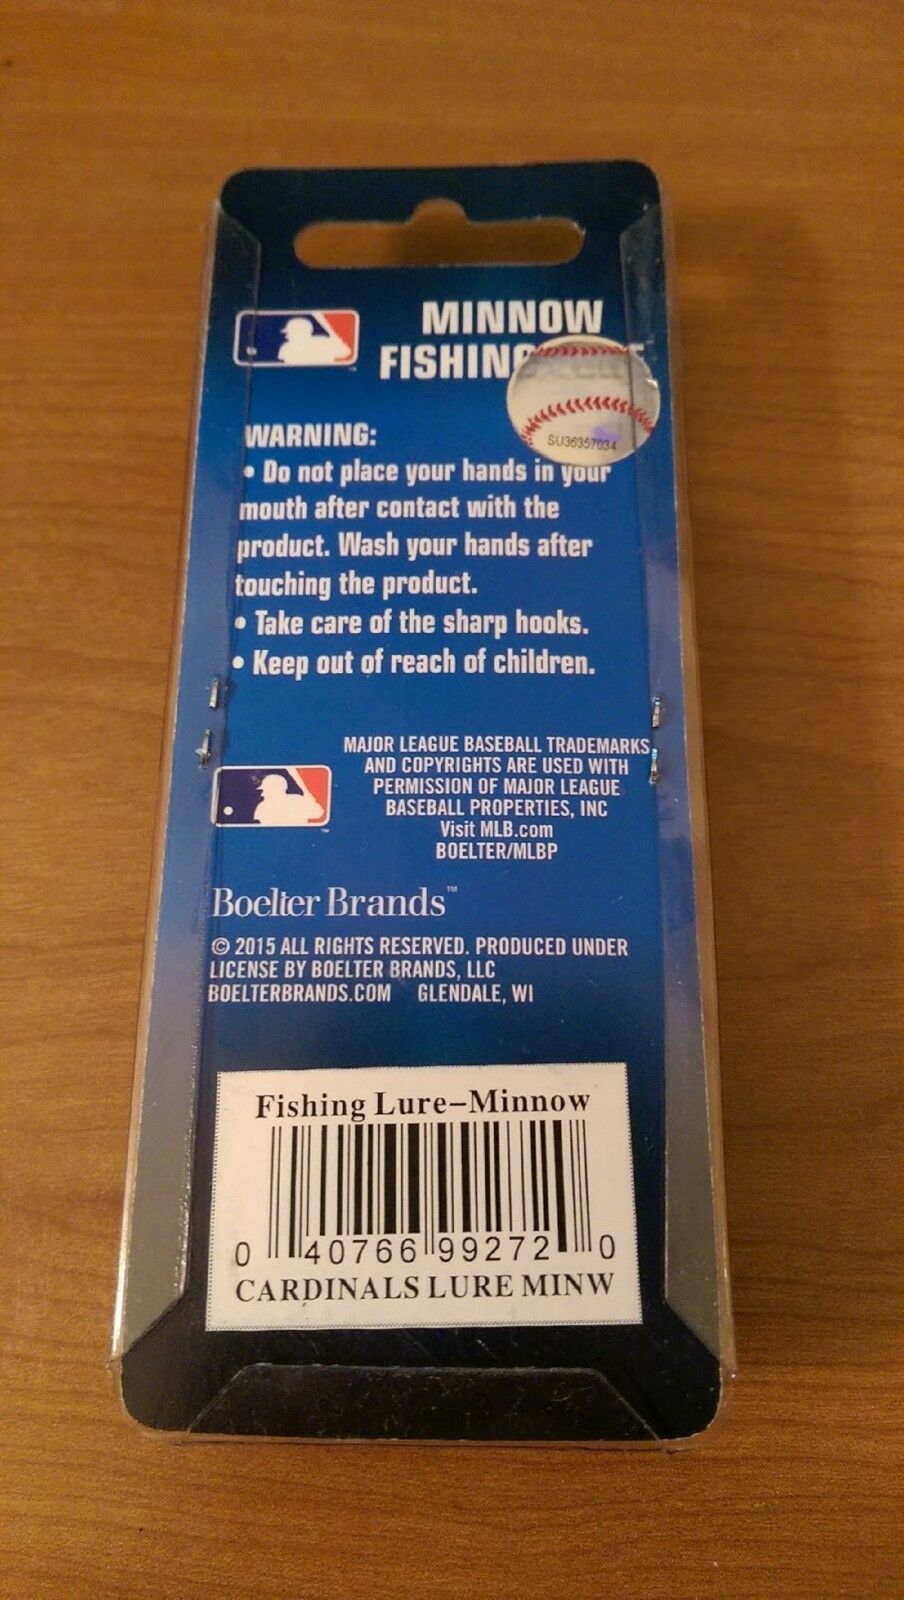 MINNOW
FISHING
SU36357034
WARNING:
• Do not place your hands in your
mouth after contact with the
product. Wash your hands after
touching the product.
• Take care of the sharp hooks.
• Keep out of reach of children.
MAJOR LEAGUE BASEBALL TRADEMARKS
AND COPYRIGHTS ARE USED WITH
PERMISSION OF MAJOR LEAGUE
BASEBALL PROPERTIES, INC
Visit MLB.com
BOELTER/MLBP
Boelter Brands™
© 2015 ALL RIGHTS RESERVED. PRODUCED UNDER
LICENSE BY BOELTER BRANDS, LLC
BOELTERBRANDS.COM GLENDALE, WI
Fishing Lure-Minnow
0 40766 99272 0
CARDINALS LURE MINW